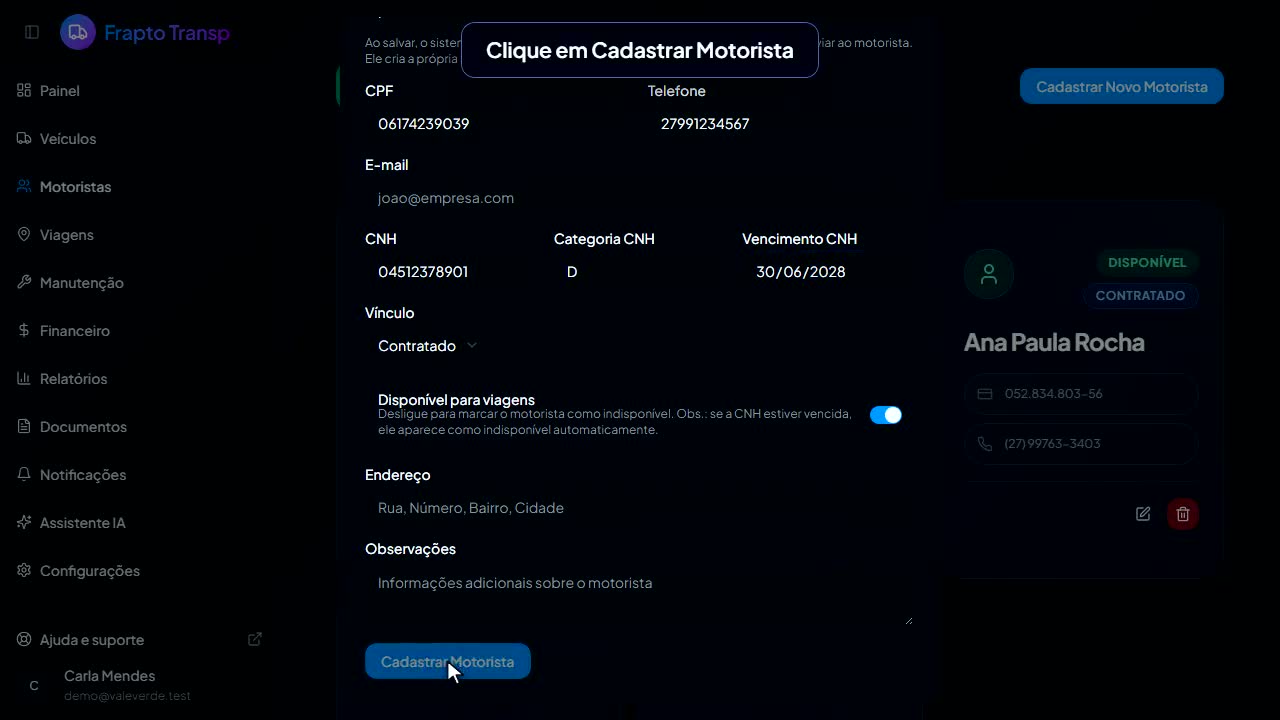 Frapto Transp
Painel
Veículos
Motoristas
Viagens
Manutenção
Financeiro
Relatórios
Documentos
Notificações
Assistente IA
Configurações
Ajuda e suporte
C
Carla Mendes
demo@valeverde.test
Clique em Cadastrar Motorista
Ao salvar, o sister
viar ao motorista.
Ele cria a própria
CPF
Telefone
06174239039
27991234567
E-mail
joao@empresa.com
CNH
Categoria CNH
Vencimento CNH
04512378901
D
30/06/2028
Vínculo
Contratado
Disponível para viagens
Desligue para marcar o motorista como indisponível. Obs.: se a CNH estiver vencida,
ele aparece como indisponível automaticamente.
Endereço
Rua, Número, Bairro, Cidade
Observações
Informações adicionais sobre o motorista
Cadastrar Motorista
Cadastrar Novo Motorista
DISPONÍVEL
CONTRATADO
Ana Paula Rocha
052.834.803-56
(27) 99763-3403